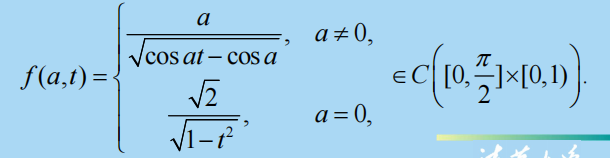 f(a,t) = { a / √(cos at − cos a), a ≠ 0,
√2 / √(1 − t²), a = 0, ∈ C([0, π/2] × [0,1)).